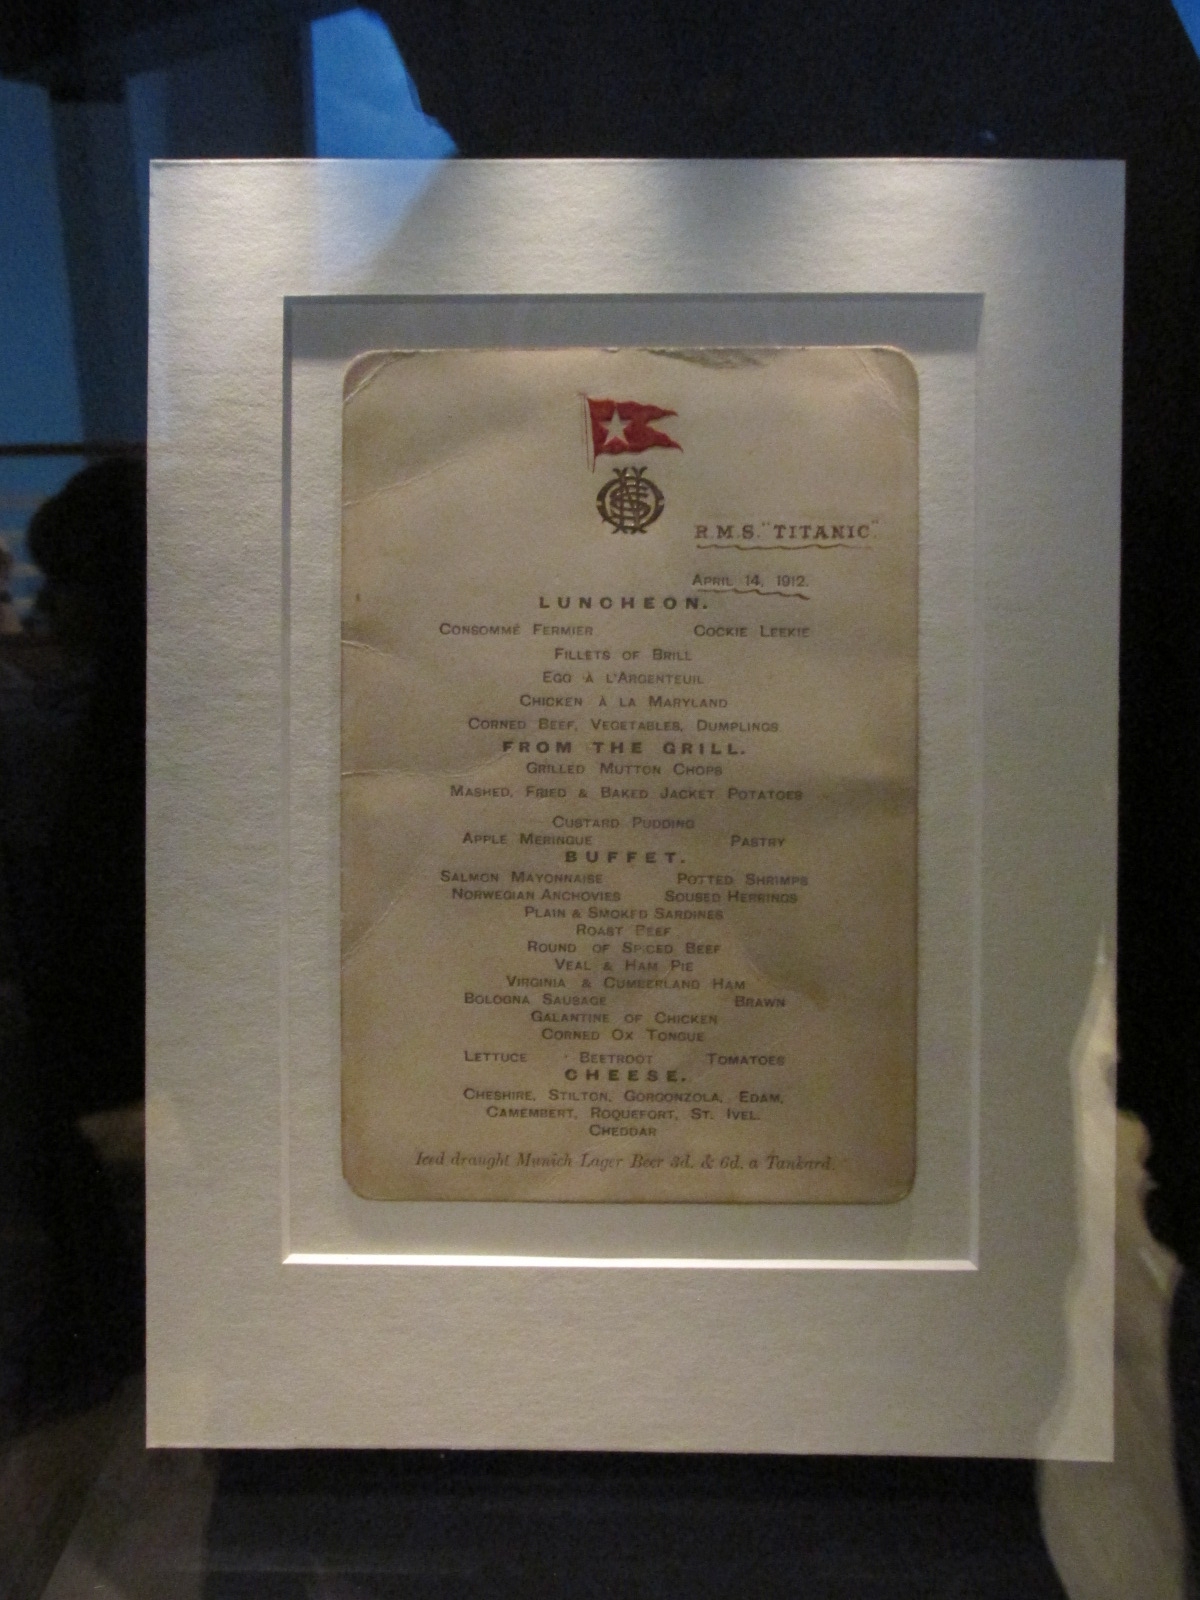 R.M.S. "TITANIC"
APRIL 14, 1912.
LUNCHEON.
CONSOMMÉ FERMIER COCKIE LEEKIE
FILLETS OF BRILL
EGG À L'ARGENTEUIL
CHICKEN À LA MARYLAND
CORNED BEEF, VEGETABLES, DUMPLINGS
FROM THE GRILL.
GRILLED MUTTON CHOPS
MASHED, FRIED & BAKED JACKET POTATOES
CUSTARD PUDDING
APPLE MERINGUE PASTRY
BUFFET.
SALMON MAYONNAISE POTTED SHRIMPS
NORWEGIAN ANCHOVIES SOUSED HERRINGS
PLAIN & SMOKED SARDINES
ROAST BEEF
ROUND OF SPICED BEEF
VEAL & HAM PIE
VIRGINIA & CUMBERLAND HAM
BOLOGNA SAUSAGE BRAWN
GALANTINE OF CHICKEN
CORNED OX TONGUE
LETTUCE BEETROOT TOMATOES
CHEESE.
CHESHIRE, STILTON, GORGONZOLA, EDAM,
CAMEMBERT, ROQUEFORT, ST. IVEL.
CHEDDAR
Iced draught Munich Lager Beer 3d. & 6d. a Tankard.